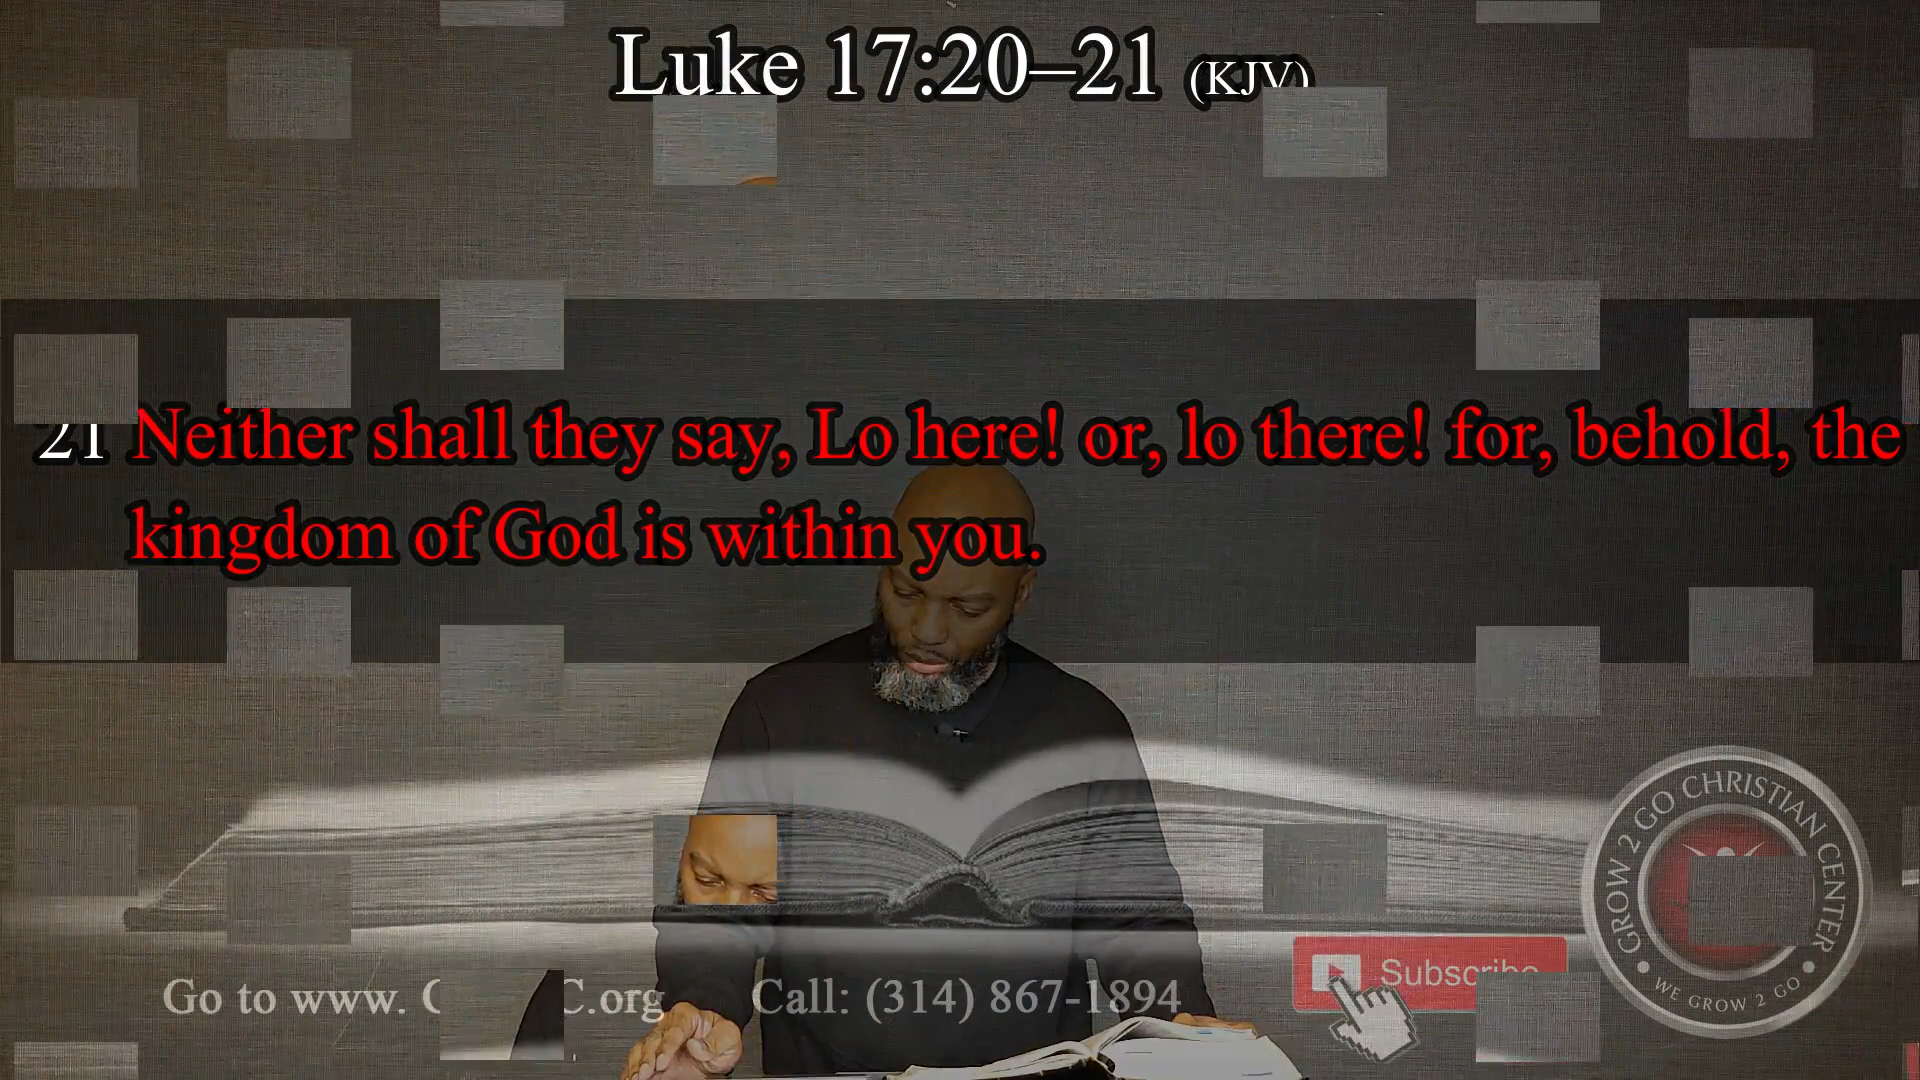 Luke 17:20–21 (KJV)
21 Neither shall they say, Lo here! or, lo there! for, behold, the
kingdom of God is within you.
GROW 2 GO CHRISTIAN CENTER
WE GROW 2 GO
Subscribe
Go to www. C C.org Call: (314) 867-1894